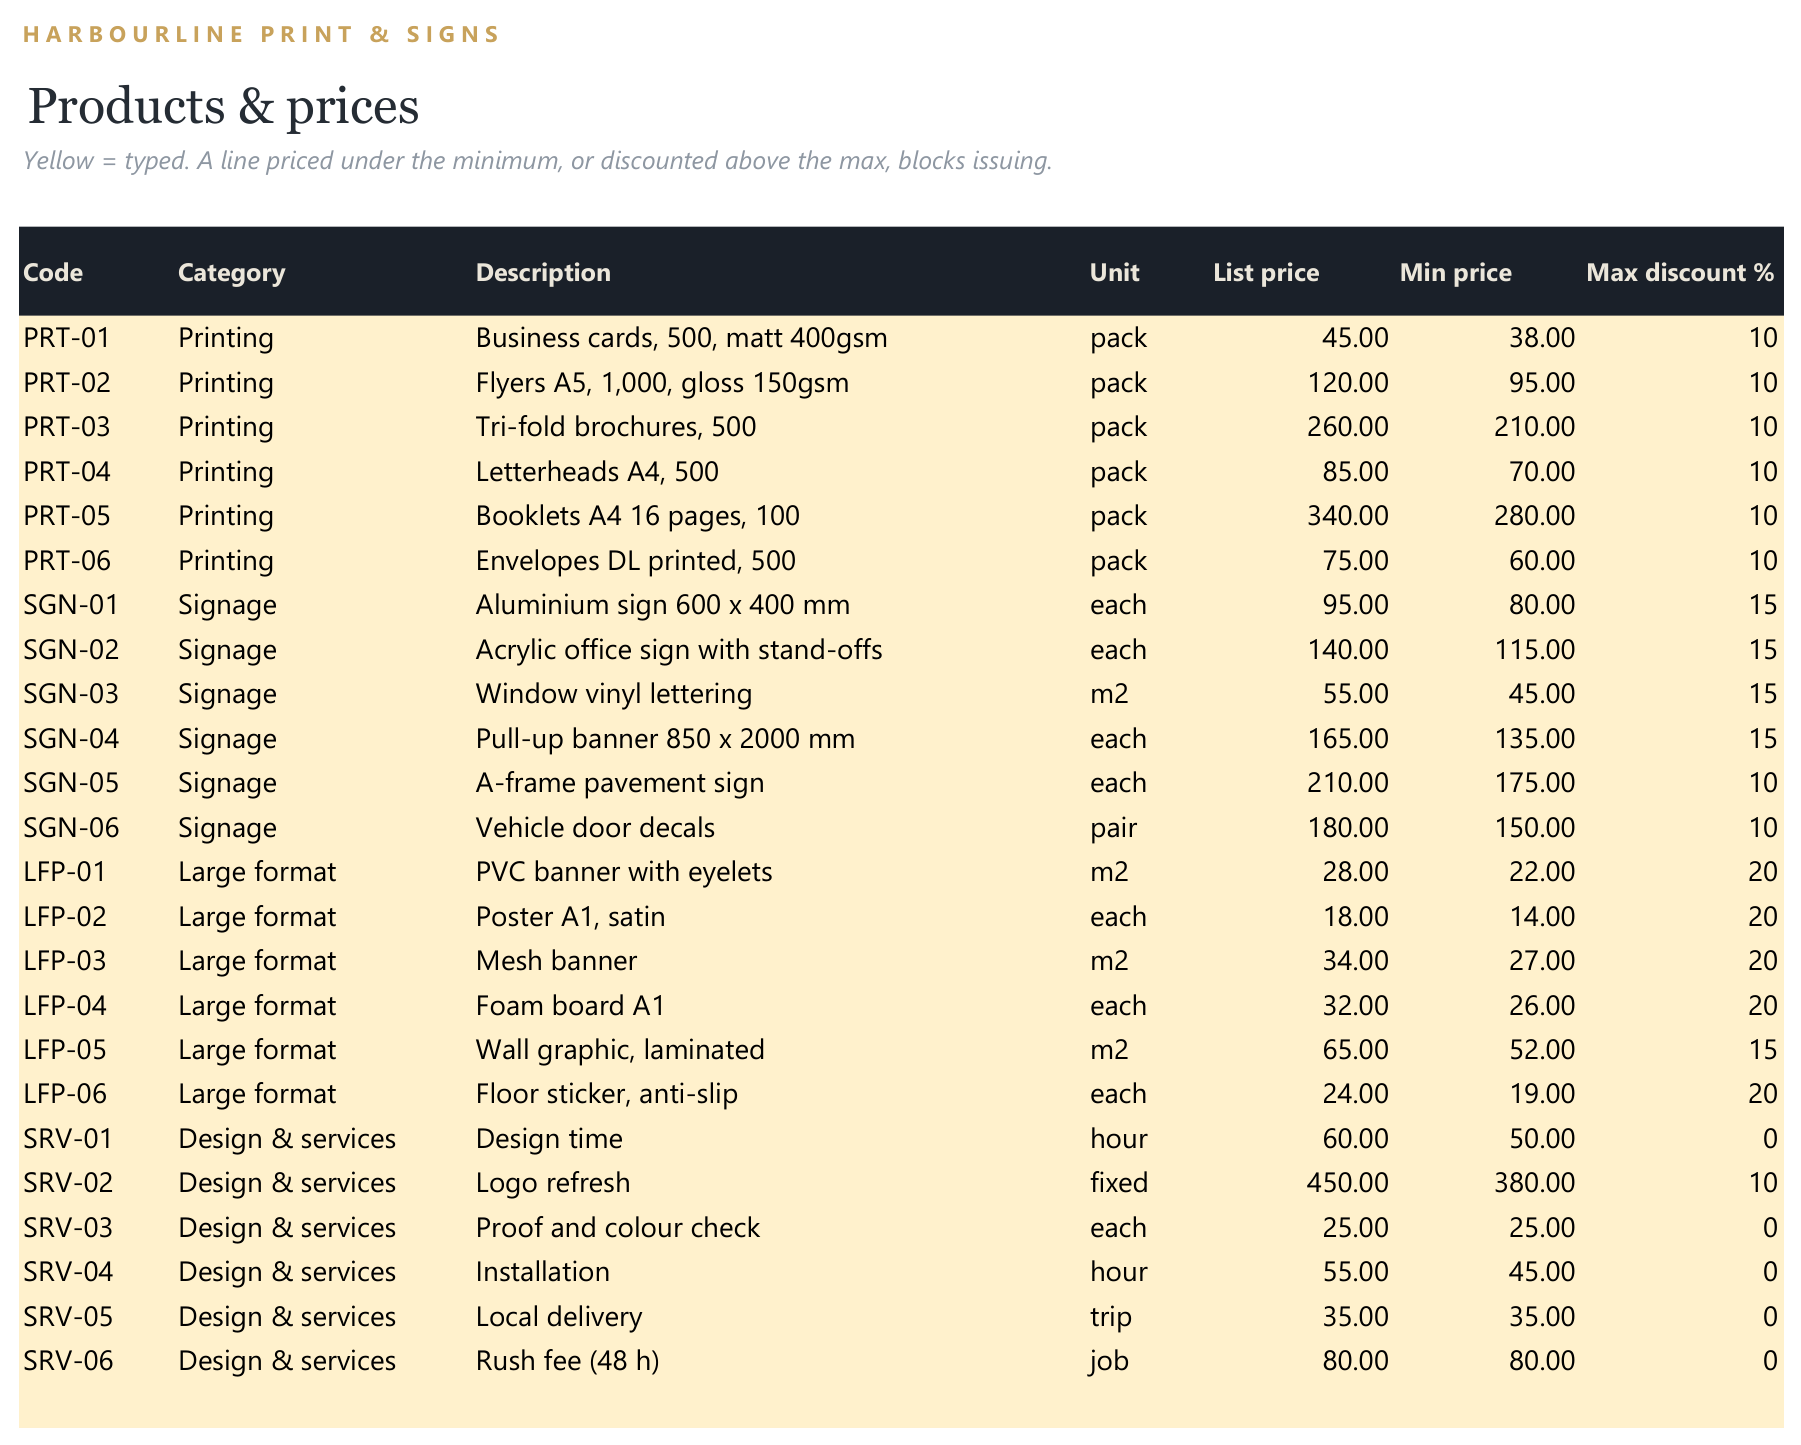 HARBOURLINE PRINT & SIGNS
Products & prices
Yellow = typed. A line priced under the minimum, or discounted above the max, blocks issuing.
Code Category Description Unit List price Min price Max discount %
PRT-01 Printing Business cards, 500, matt 400gsm pack 45.00 38.00 10
PRT-02 Printing Flyers A5, 1,000, gloss 150gsm pack 120.00 95.00 10
PRT-03 Printing Tri-fold brochures, 500 pack 260.00 210.00 10
PRT-04 Printing Letterheads A4, 500 pack 85.00 70.00 10
PRT-05 Printing Booklets A4 16 pages, 100 pack 340.00 280.00 10
PRT-06 Printing Envelopes DL printed, 500 pack 75.00 60.00 10
SGN-01 Signage Aluminium sign 600 x 400 mm each 95.00 80.00 15
SGN-02 Signage Acrylic office sign with stand-offs each 140.00 115.00 15
SGN-03 Signage Window vinyl lettering m2 55.00 45.00 15
SGN-04 Signage Pull-up banner 850 x 2000 mm each 165.00 135.00 15
SGN-05 Signage A-frame pavement sign each 210.00 175.00 10
SGN-06 Signage Vehicle door decals pair 180.00 150.00 10
LFP-01 Large format PVC banner with eyelets m2 28.00 22.00 20
LFP-02 Large format Poster A1, satin each 18.00 14.00 20
LFP-03 Large format Mesh banner m2 34.00 27.00 20
LFP-04 Large format Foam board A1 each 32.00 26.00 20
LFP-05 Large format Wall graphic, laminated m2 65.00 52.00 15
LFP-06 Large format Floor sticker, anti-slip each 24.00 19.00 20
SRV-01 Design & services Design time hour 60.00 50.00 0
SRV-02 Design & services Logo refresh fixed 450.00 380.00 10
SRV-03 Design & services Proof and colour check each 25.00 25.00 0
SRV-04 Design & services Installation hour 55.00 45.00 0
SRV-05 Design & services Local delivery trip 35.00 35.00 0
SRV-06 Design & services Rush fee (48 h) job 80.00 80.00 0